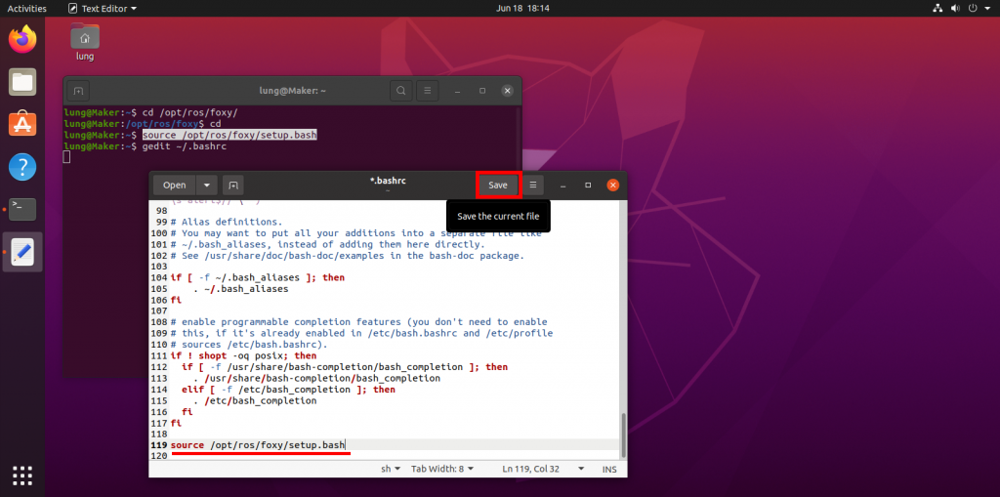 Activities
Text Editor
Jun 18 18:14
lung
lung@Maker: ~
lung@Maker:~$ cd /opt/ros/foxy/
lung@Maker:/opt/ros/foxy$ cd
lung@Maker:~$ source /opt/ros/foxy/setup.bash
lung@Maker:~$ gedit ~/.bashrc
Open
*.bashrc
~
Save
Save the current file
98
99 # Alias definitions.
100 # You may want to put all your additions into a separate file like
101 # ~/.bash_aliases, instead of adding them here directly.
102 # See /usr/share/doc/bash-doc/examples in the bash-doc package.
103
104 if [ -f ~/.bash_aliases ]; then
105     . ~/.bash_aliases
106 fi
107
108 # enable programmable completion features (you don't need to enable
109 # this, if it's already enabled in /etc/bash.bashrc and /etc/profile
110 # sources /etc/bash.bashrc).
111 if ! shopt -oq posix; then
112   if [ -f /usr/share/bash-completion/bash_completion ]; then
113     . /usr/share/bash-completion/bash_completion
114   elif [ -f /etc/bash_completion ]; then
115     . /etc/bash_completion
116   fi
117 fi
118
119 source /opt/ros/foxy/setup.bash
120
sh Tab Width: 8 Ln 119, Col 32 INS